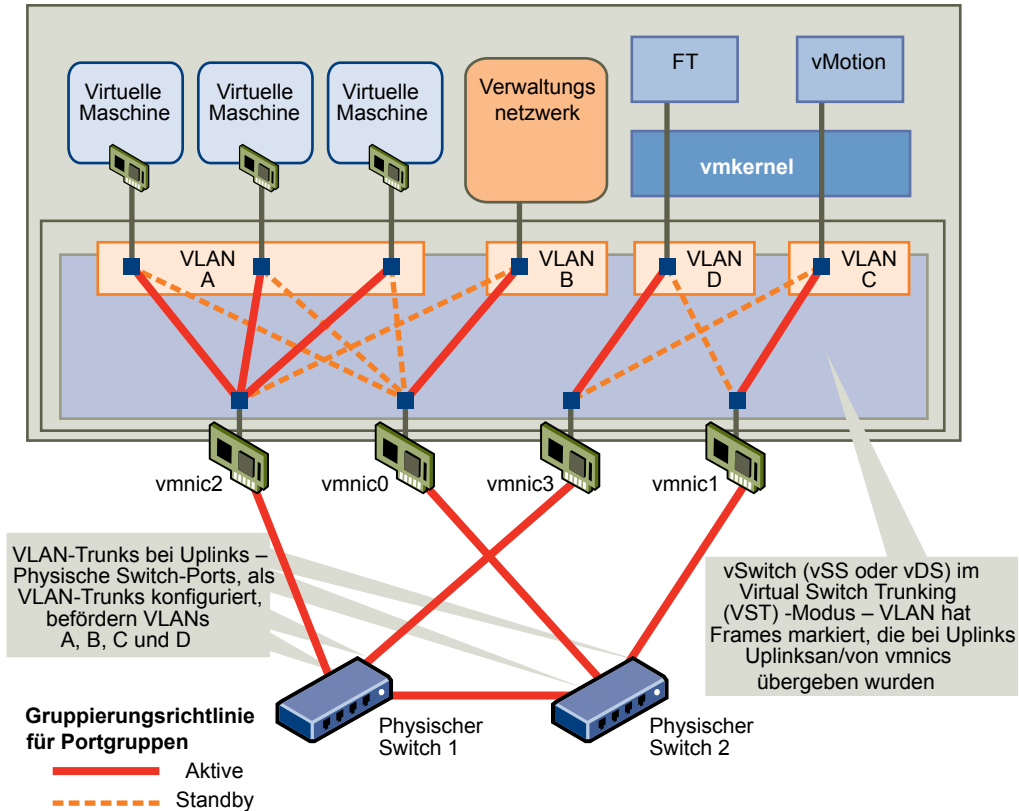 FT
vMotion
Virtuelle
Maschine
Virtuelle
Maschine
Virtuelle
Maschine
Verwaltungs
netzwerk
vmkernel
VLAN
A
VLAN
B
VLAN
D
VLAN
C
vmnic2
vmnic0
vmnic3
vmnic1
VLAN-Trunks bei Uplinks –
Physische Switch-Ports, als
VLAN-Trunks konfiguriert,
befördern VLANs
A, B, C und D
vSwitch (vSS oder vDS) im
Virtual Switch Trunking
(VST) -Modus – VLAN hat
Frames markiert, die bei Uplinks
Uplinksan/von vmnics
übergeben wurden
Physischer
Switch 1
Physischer
Switch 2
Gruppierungsrichtlinie
für Portgruppen
Aktive
Standby